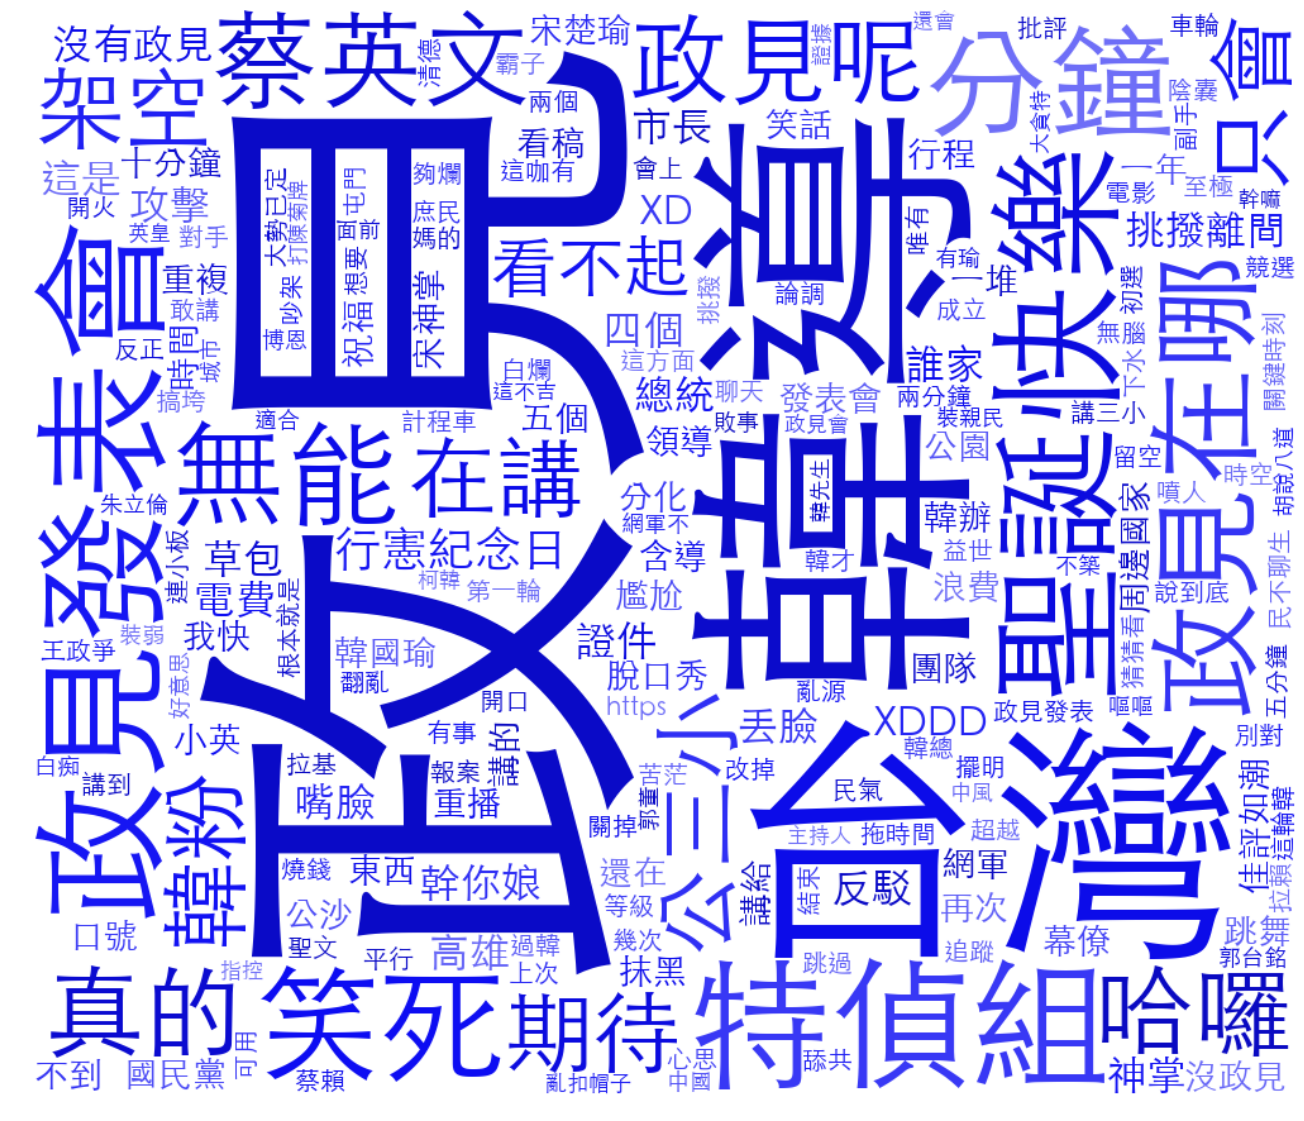 沒有政見
蔡英文
清德
宋楚瑜
霸子
兩個
政見呢
證據
還會
批評
車輪
只會
架空
看稿
市長
笑話
分鐘
大貪特
陰囊
副手
十分鐘
這是
攻擊
開火
英皇
對手
政見
大勢已定
打陳菊牌
面前
屯門
夠爛
庶民
媽的
這咖有
會上
行程
一年
電影
至極
幹嘛
XD
導
唯有
快樂
挑撥離間
政見發表會
重複
敢講
反正
時間
城市
搞垮
吵架
想要
祝福
宋神掌
看不起
四個
挑撥
論調
有瑜
一堆
成立
初選
競選
無腦
下水
政見在哪
關鍵時刻
這方面
白爛
這不吉
五個
總統
聊天
發表會
誰家
兩分鐘
裝親民
講三小
適合
計程車
敗事
政見會
領導
公園
聖誕
留空
時空
胡說八道
無能
在講
韓
韓先生
朱立倫
分化
網軍不
韓辦
噴人
連小板
草包
行憲紀念日
含導
韓才
益世
不築
周邊國家
說到底
民不聊生
電費
柯韓
第一輪
尷尬
浪費
根本就是
我快
王政爭
裝弱
韓國瑜
翻亂
證件
團隊
猜猜看
五分鐘
好意思
開口
脫口秀
亂源
https
政見發表
小英
有事
講的
公三小
丟臉
XDDD
韓總
別對
白痴
講到
拉基
報案
苦茫
改掉
擺明
中風
台灣
韓粉
嘴臉
重播
郭董
民氣
佳評如潮
這輪韓
關掉
主持人
拖時間
超越
燒錢
東西
幹你娘
還在
講給
結束
反駁
網軍
拉賴
公沙
等級
再次
跳舞
口號
聖文
平行
高雄
過韓
上次
幾次
抹黑
跳過
追蹤
幕僚
郭台銘
真的
指控
笑死
期待
特偵組
哈囉
不到
國民黨
可用
蔡賴
亂扣帽子
心思
中國
舔共
神掌
沒政見